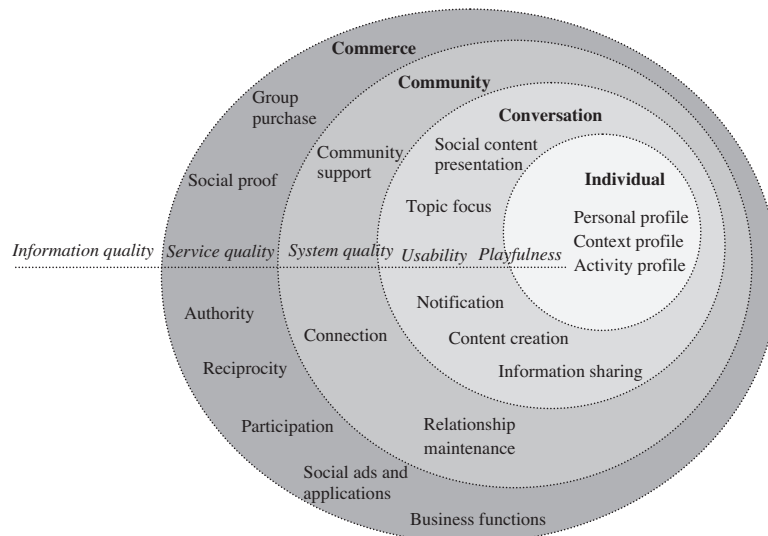 Commerce
Community
Group
purchase
Conversation
Community
support
Social content
presentation
Social proof
Individual
Topic focus
Personal profile
Context profile
Activity profile
Information quality
Service quality
System quality
Usability
Playfulness
Notification
Authority
Connection
Content creation
Reciprocity
Information sharing
Participation
Relationship
maintenance
Social ads and
applications
Business functions